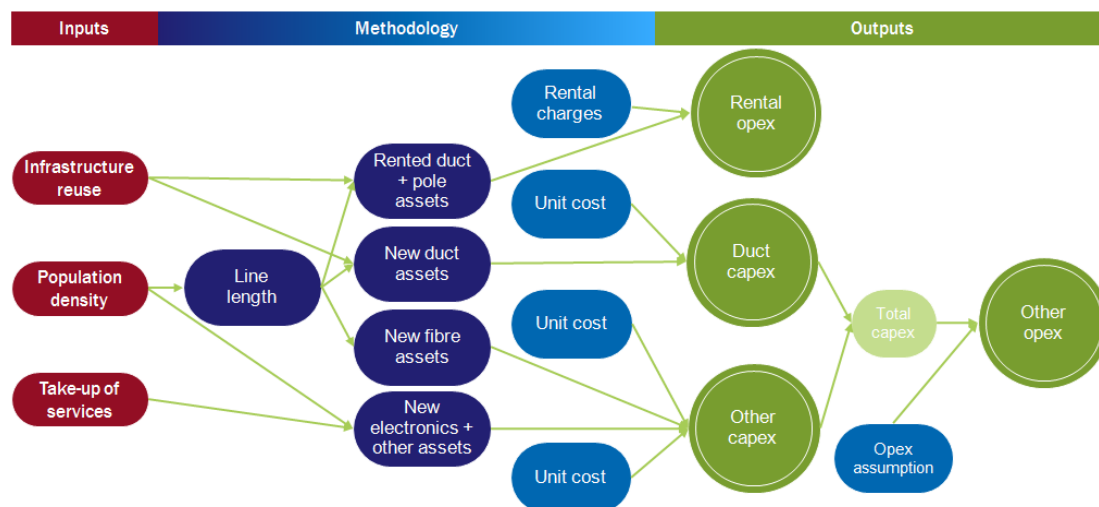 Inputs
Methodology
Outputs
Rental
charges
Rental
opex
Infrastructure
reuse
Rented duct
+ pole
assets
Unit cost
New duct
assets
Duct
capex
Population
density
Line
length
Unit cost
New fibre
assets
Total
capex
Other
opex
Take-up of
services
New
electronics +
other assets
Other
capex
Unit cost
Opex
assumption